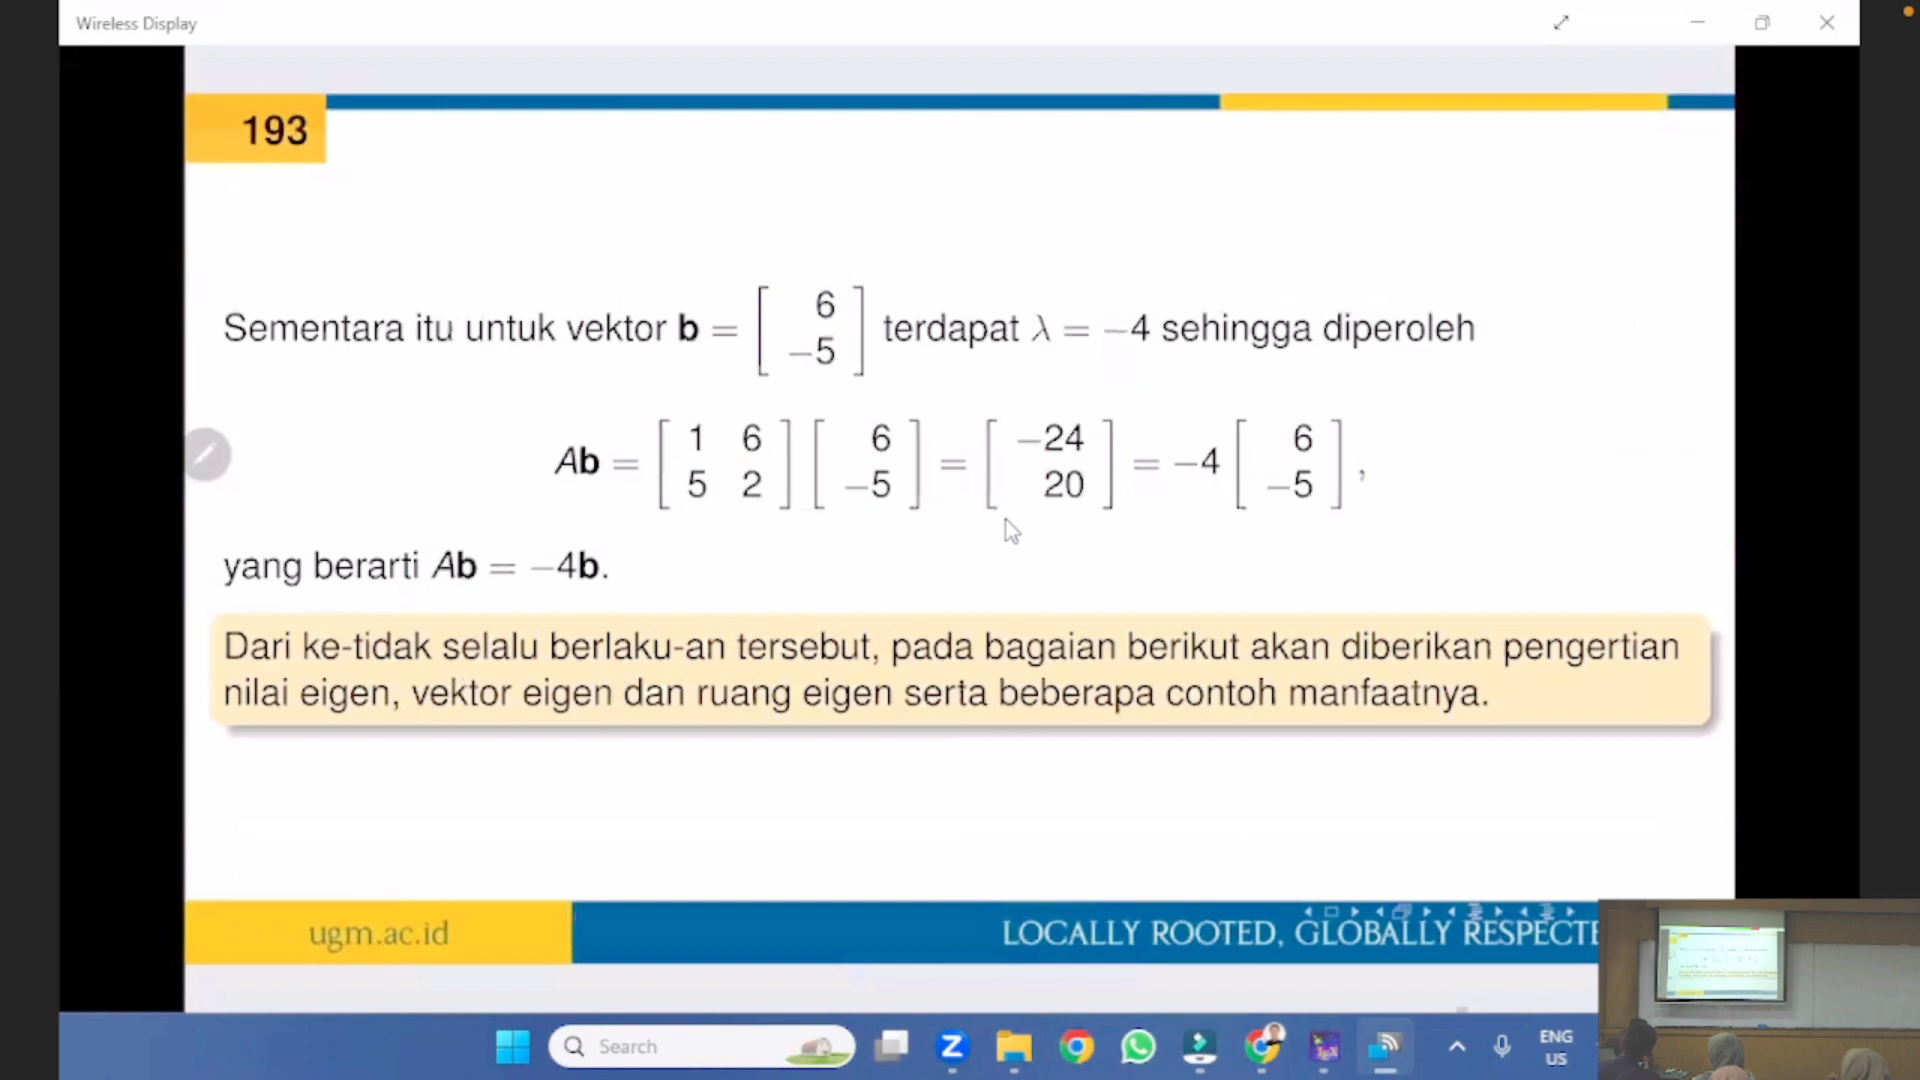 Wireless Display
193
Sementara itu untuk vektor b = [ 6 −5 ] terdapat λ = −4 sehingga diperoleh
Ab = [ 1 6 5 2 ] [ 6 −5 ] = [ −24 20 ] = −4 [ 6 −5 ],
yang berarti Ab = −4b.
Dari ke-tidak selalu berlaku-an tersebut, pada bagaian berikut akan diberikan pengertian
nilai eigen, vektor eigen dan ruang eigen serta beberapa contoh manfaatnya.
ugm.ac.id
LOCALLY ROOTED, GLOBALLY RESPECTE
Search
ENG
US